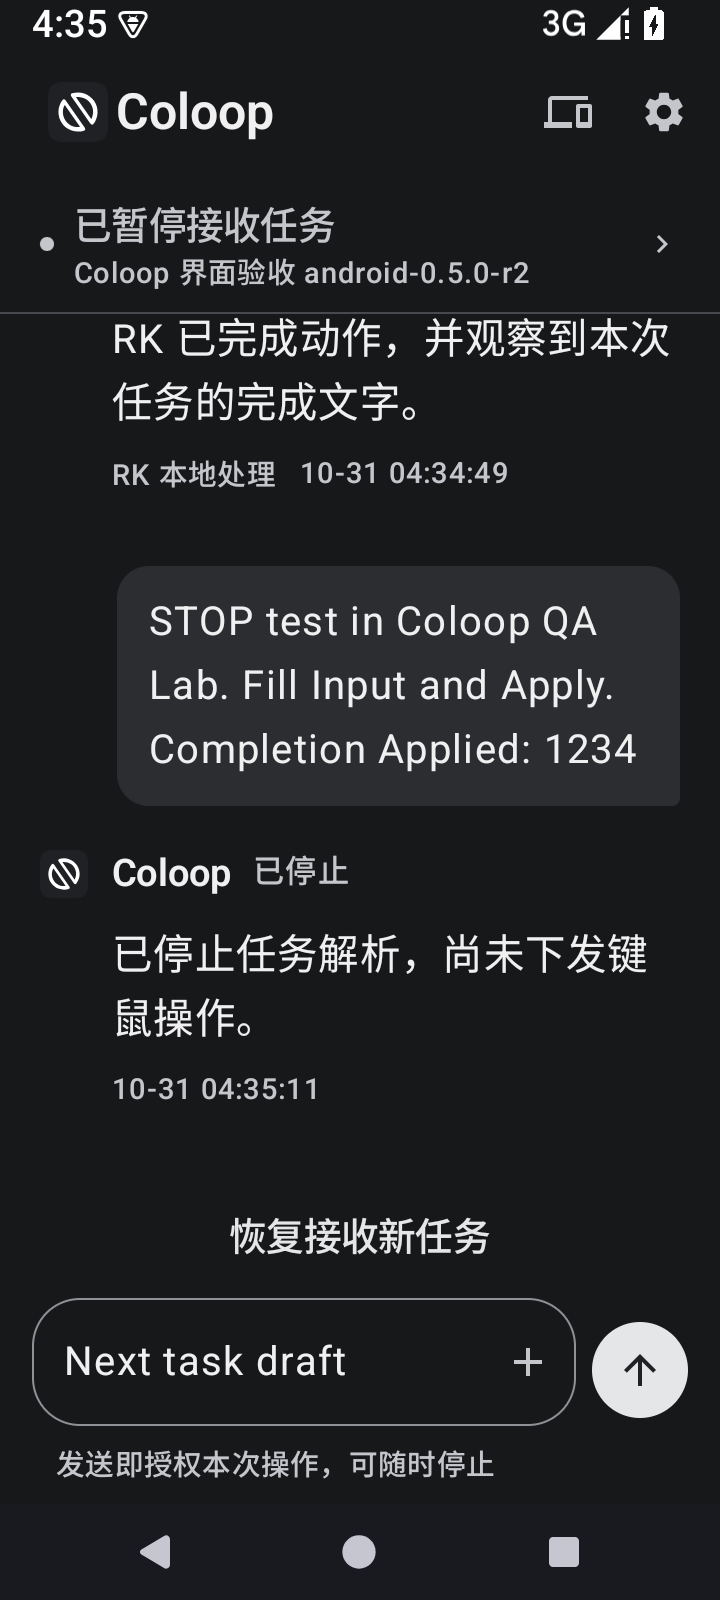 4:35
3G
Coloop
已暂停接收任务
Coloop 界面验收 android-0.5.0-r2
RK 已完成动作，并观察到本次
任务的完成文字。
RK 本地处理 10-31 04:34:49
STOP test in Coloop QA
Lab. Fill Input and Apply.
Completion Applied: 1234
Coloop 已停止
已停止任务解析，尚未下发键
鼠操作。
10-31 04:35:11
恢复接收新任务
Next task draft
发送即授权本次操作，可随时停止